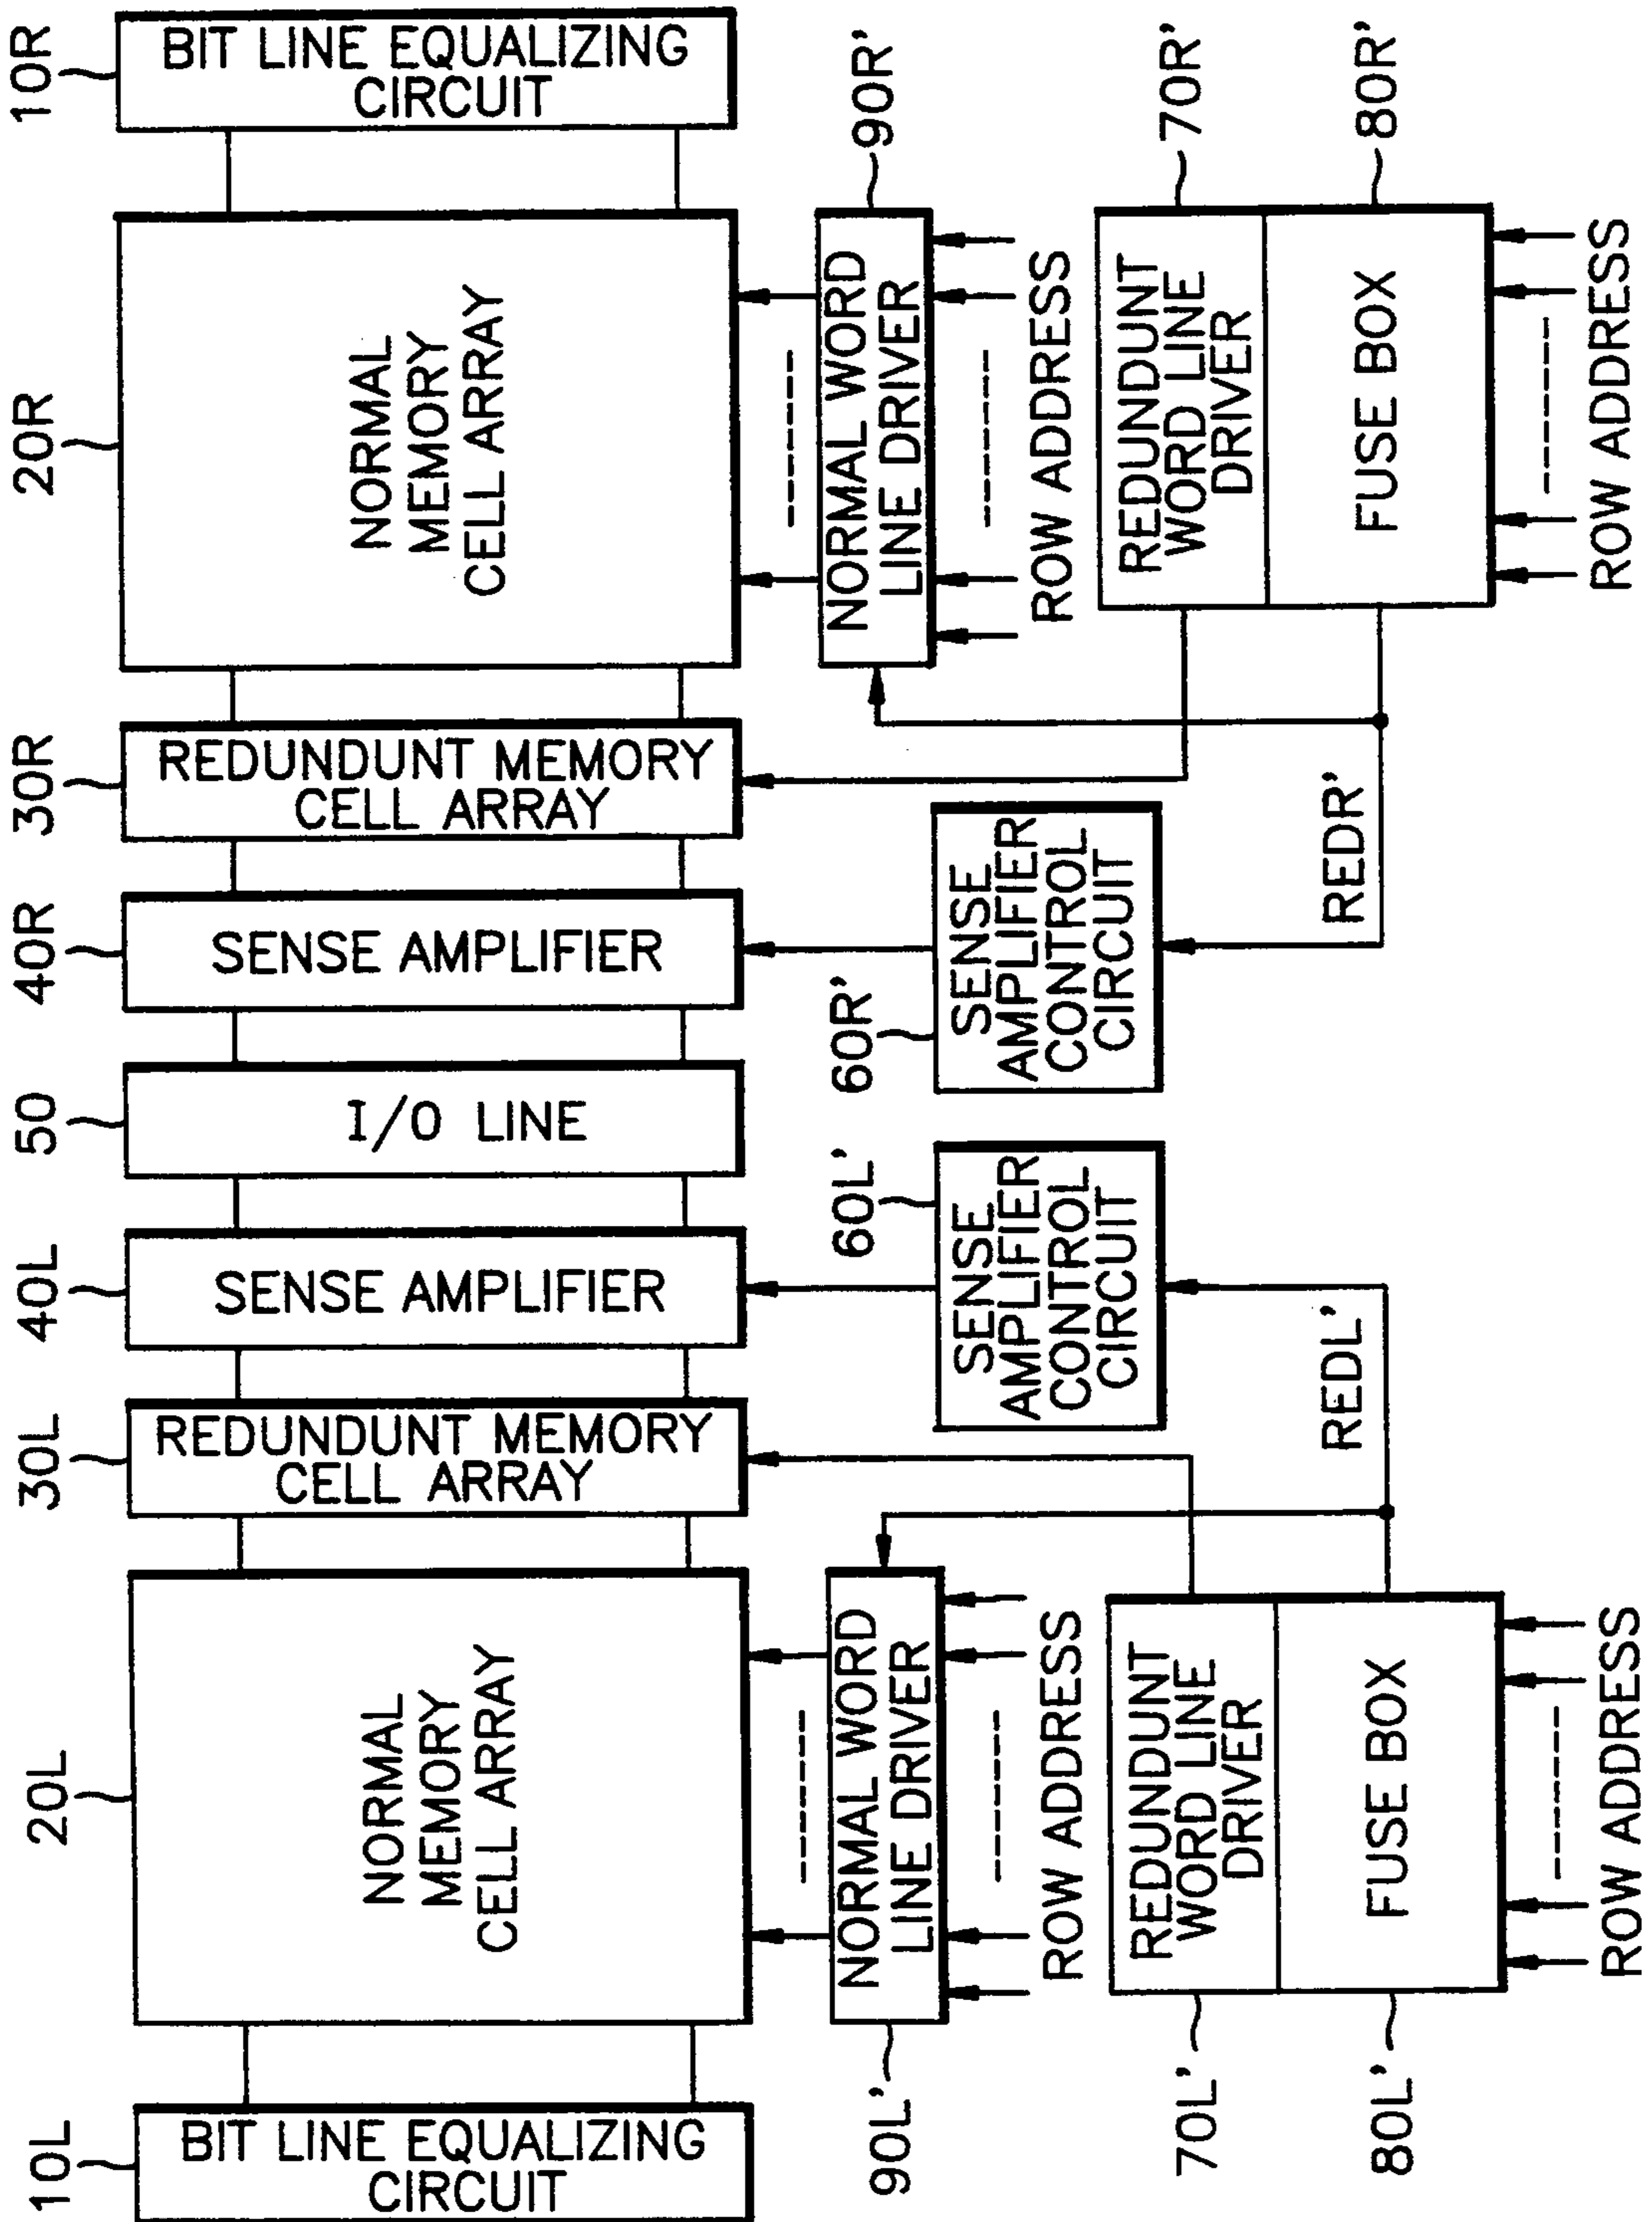 10R
BIT LINE EQUALIZING
CIRCUIT
20R
NORMAL
MEMORY
CELL ARRAY
90R'
NORMAL WORD
LINE DRIVER
ROW ADDRESS
70R'
REDUNDUNT
WORD LINE
DRIVER
80R'
FUSE BOX
ROW ADDRESS
30R
REDUNDUNT MEMORY
CELL ARRAY
40R
SENSE AMPLIFIER
60R'
SENSE
AMPLIFIER
CONTROL
CIRCUIT
REDR'
50
I/O LINE
40L
SENSE AMPLIFIER
60L'
SENSE
AMPLIFIER
CONTROL
CIRCUIT
REDL'
30L
REDUNDUNT MEMORY
CELL ARRAY
20L
NORMAL
MEMORY
CELL ARRAY
90L'
NORMAL WORD
LINE DRIVER
ROW ADDRESS
70L'
REDUNDUNT
WORD LINE
DRIVER
80L'
FUSE BOX
ROW ADDRESS
10L
BIT LINE EQUALIZING
CIRCUIT